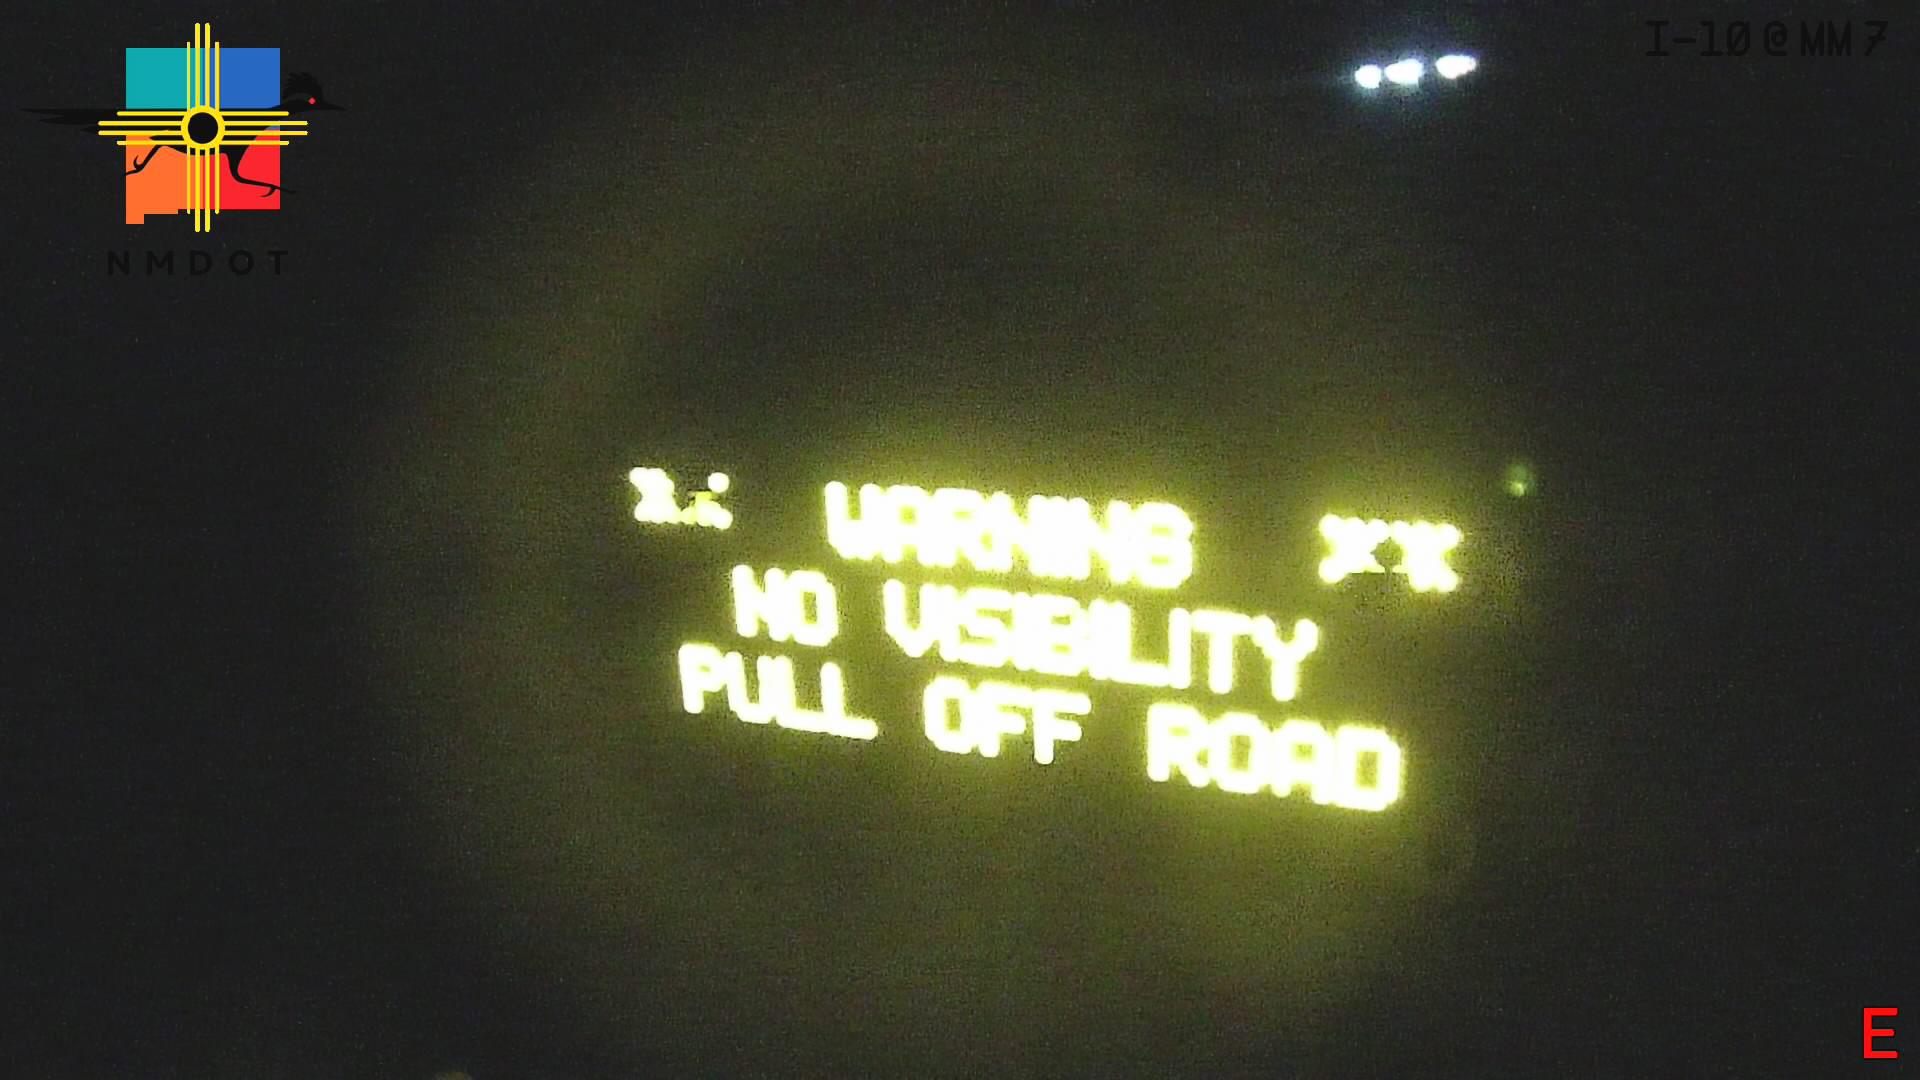 I-10 @ MM 7
NMDOT
WARNING
NO VISIBILITY
PULL OFF ROAD
E